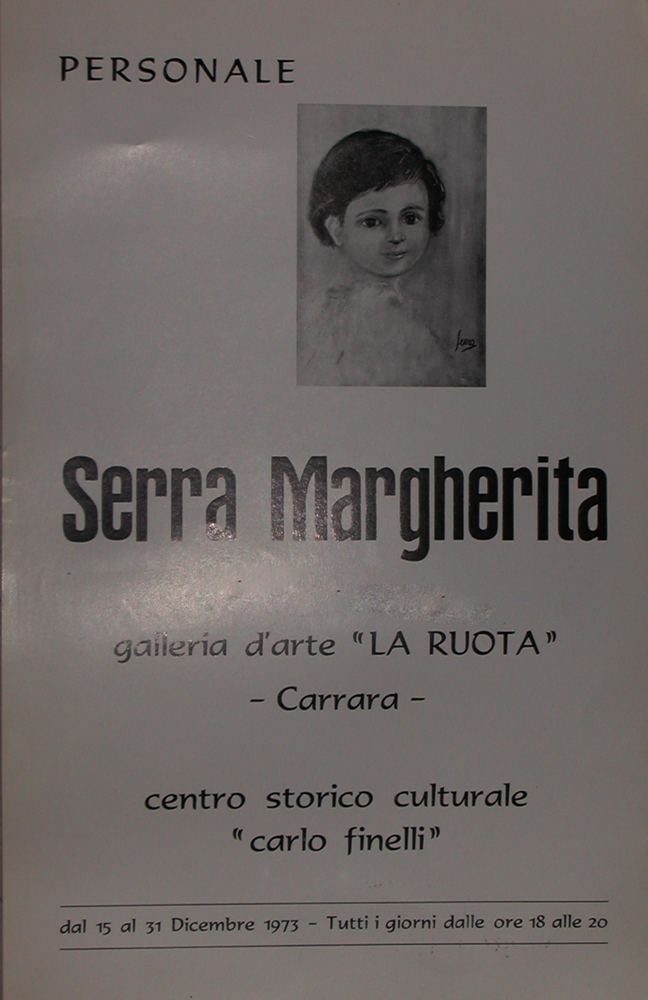 PERSONALE
Serra
Serra Margherita
galleria d'arte “LA RUOTA”
– Carrara –
centro storico culturale
“carlo finelli”
dal 15 al 31 Dicembre 1973 – Tutti i giorni dalle ore 18 alle 20